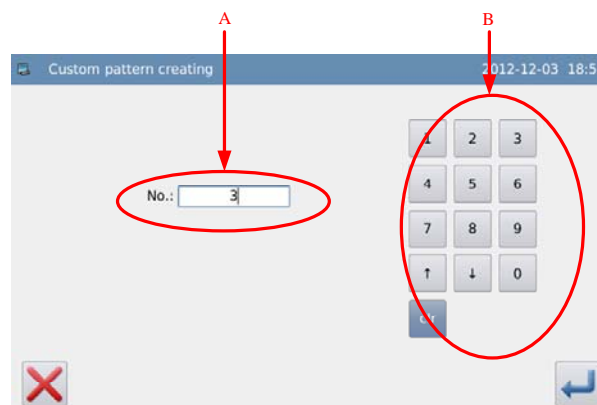 A B
Custom pattern creating 2012-12-03 18:5
1 2 3
4 5 6
No.: 3
7 8 9
↑ ↓ 0
clr